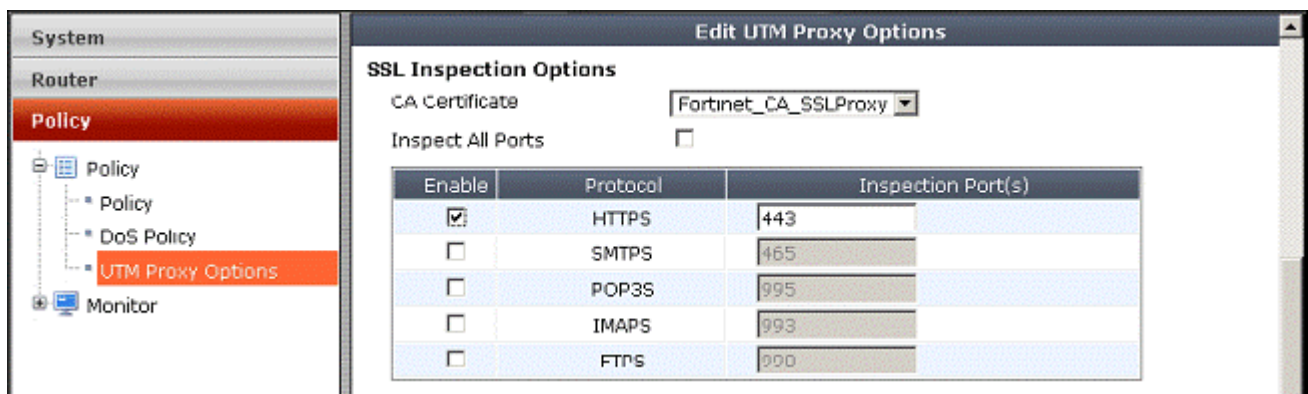 System
Router
Policy
Policy
Policy
DoS Policy
UTM Proxy Options
Monitor
Edit UTM Proxy Options
SSL Inspection Options
CA Certificate Fortinet_CA_SSLProxy
Inspect All Ports
Enable Protocol Inspection Port(s)
HTTPS 443
SMTPS 465
POP3S 995
IMAPS 993
FTPS 990